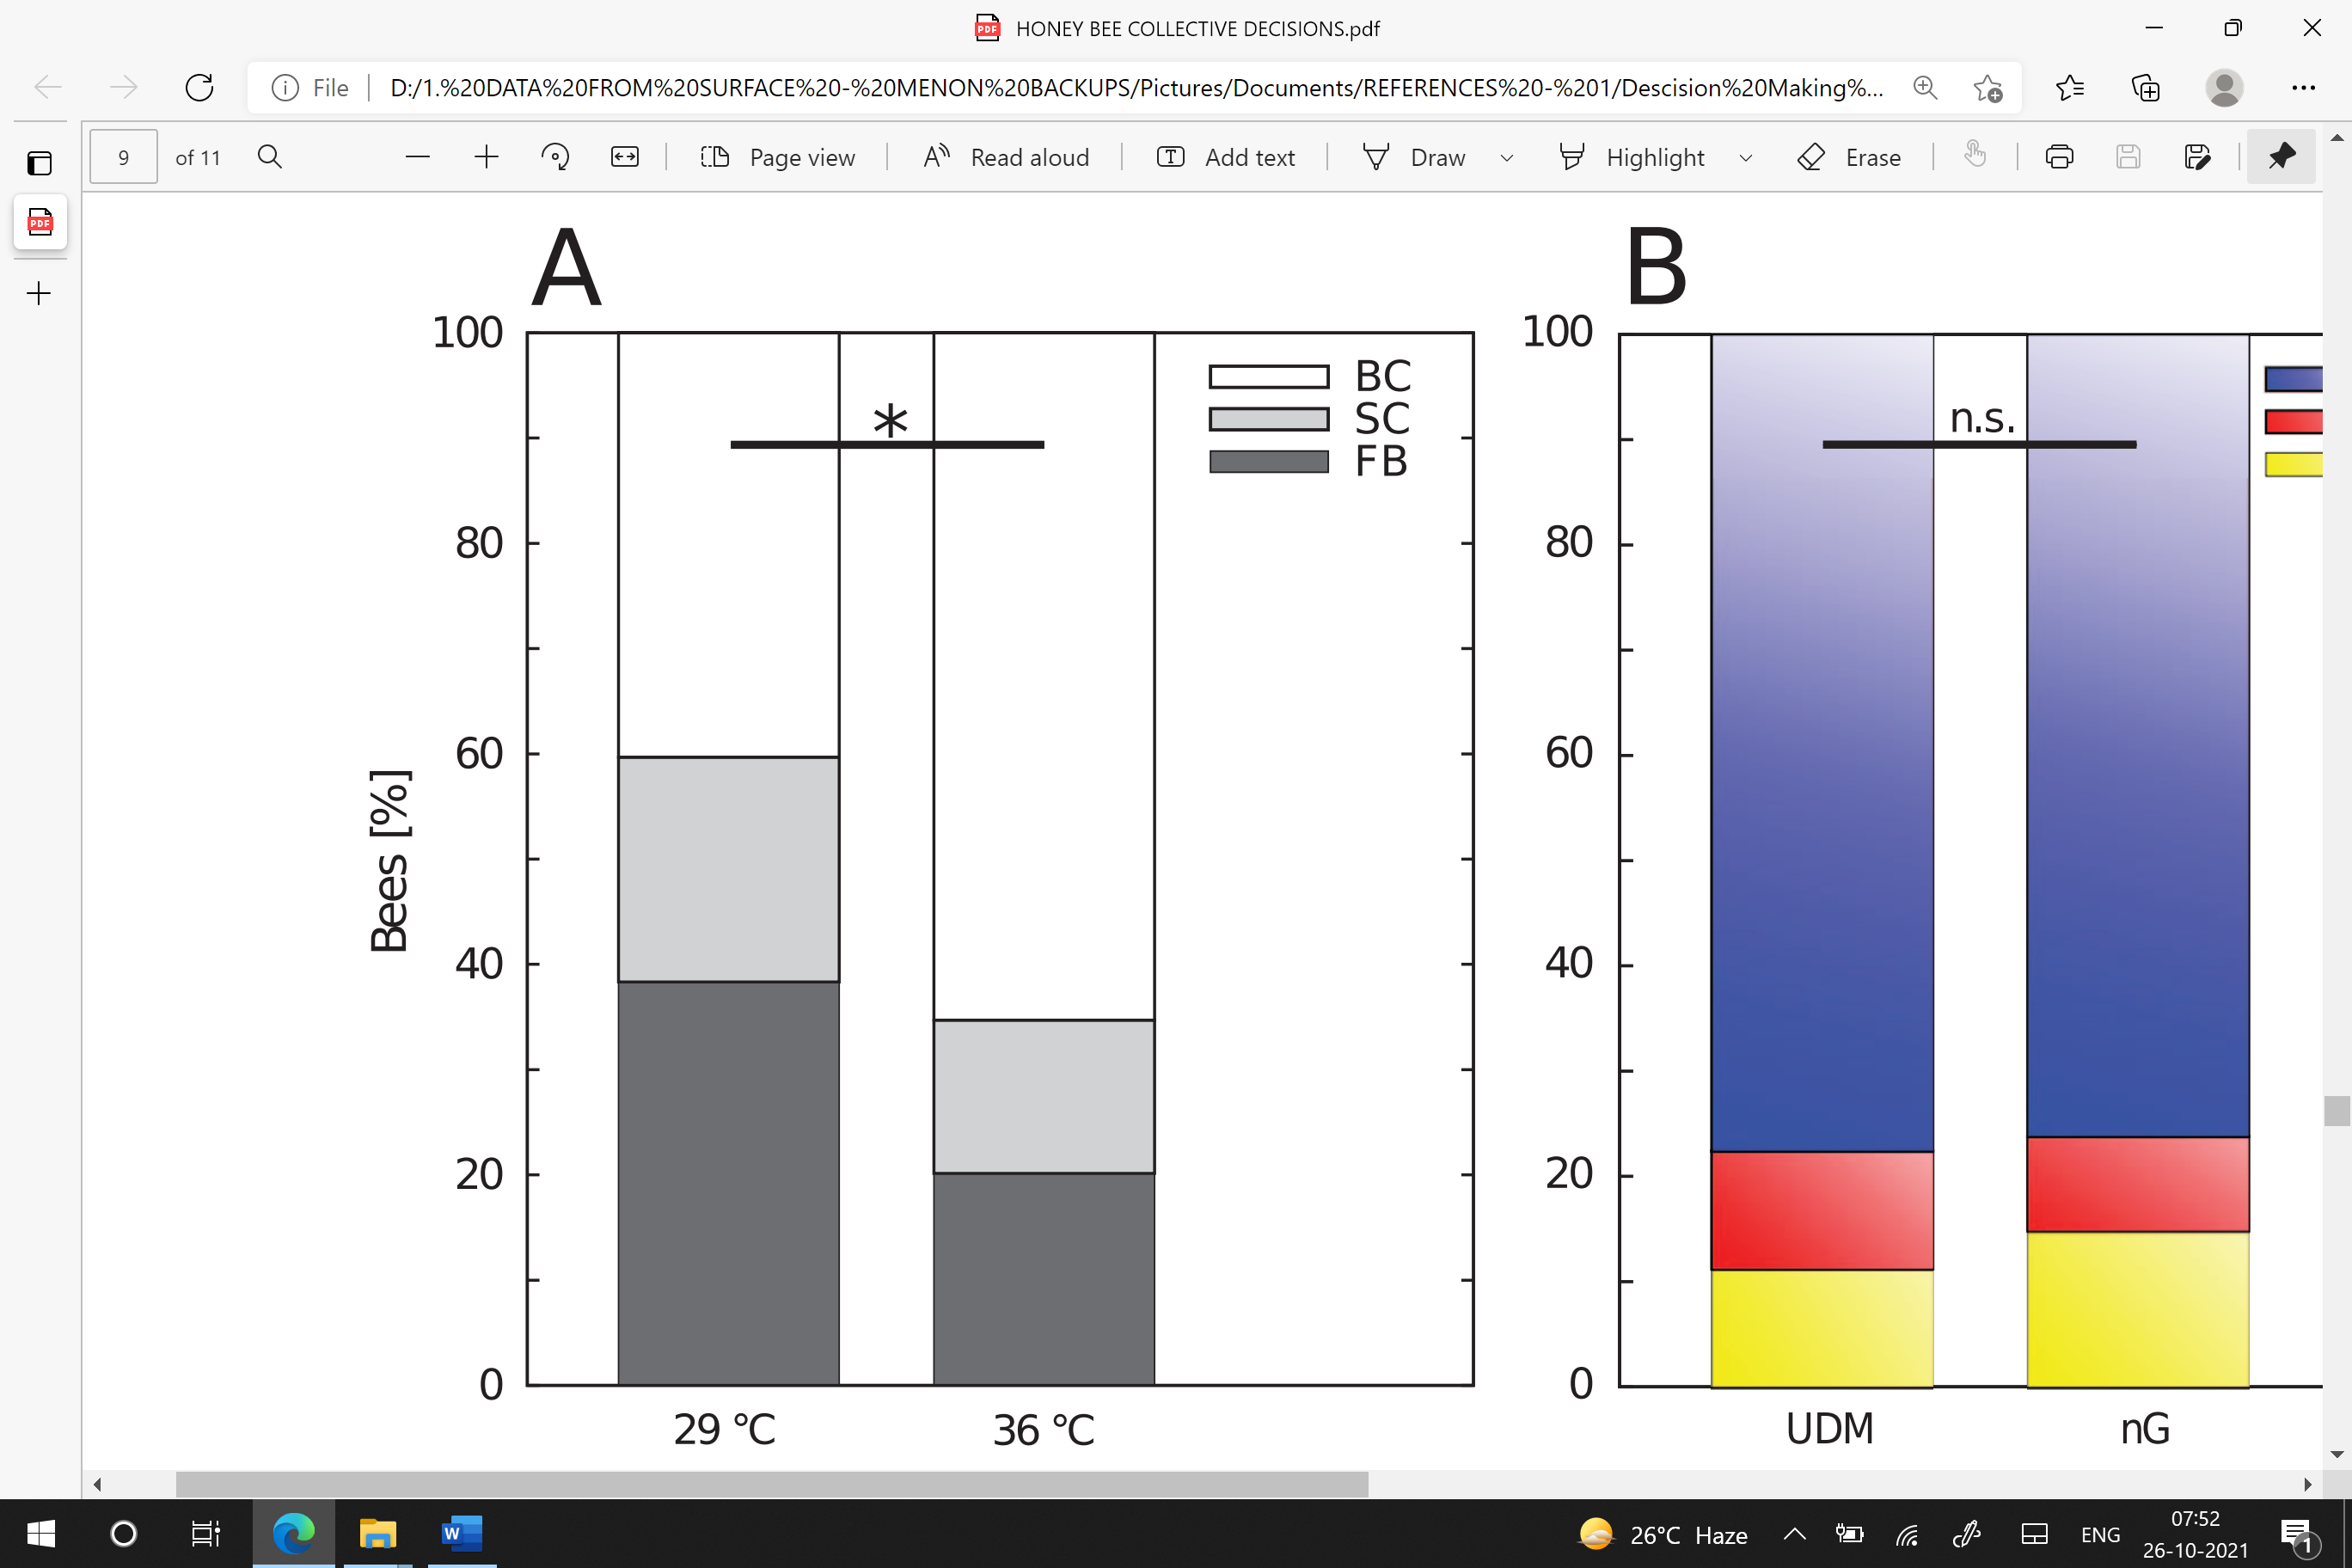 HONEY BEE COLLECTIVE DECISIONS.pdf
File D:/1.%20DATA%20FROM%20SURFACE%20-%20MENON%20BACKUPS/Pictures/Documents/REFERENCES%20-%201/Descision%20Making%...
9 of 11 Page view Read aloud Add text Draw Highlight Erase
PDF
A
100
80
60
40
20
0
Bees [%]
*
BC
SC
FB
29 °C 36 °C
B
100
80
60
40
20
0
n.s.
UDM nG
26°C Haze ENG 07:52
26-10-2021
1